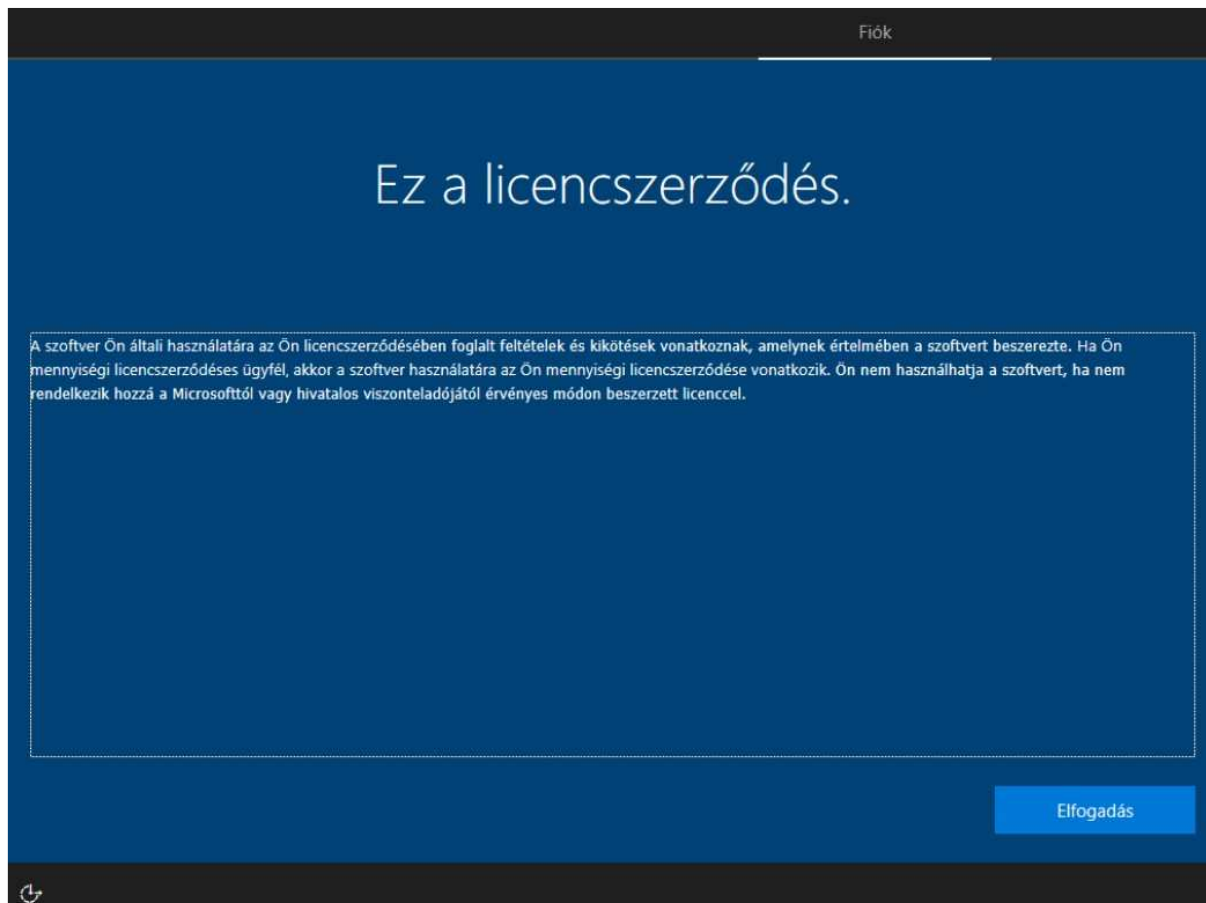 Fiók
Ez a licencszerződés.
A szoftver Ön általi használatára az Ön licencszerződésében foglalt feltételek és kikötések vonatkoznak, amelynek értelmében a szoftvert beszerezte. Ha Ön
mennyiségi licencszerződéses ügyfél, akkor a szoftver használatára az Ön mennyiségi licencszerződése vonatkozik. Ön nem használhatja a szoftvert, ha nem
rendelkezik hozzá a Microsofttól vagy hivatalos viszonteladójától érvényes módon beszerzett licenccel.
Elfogadás